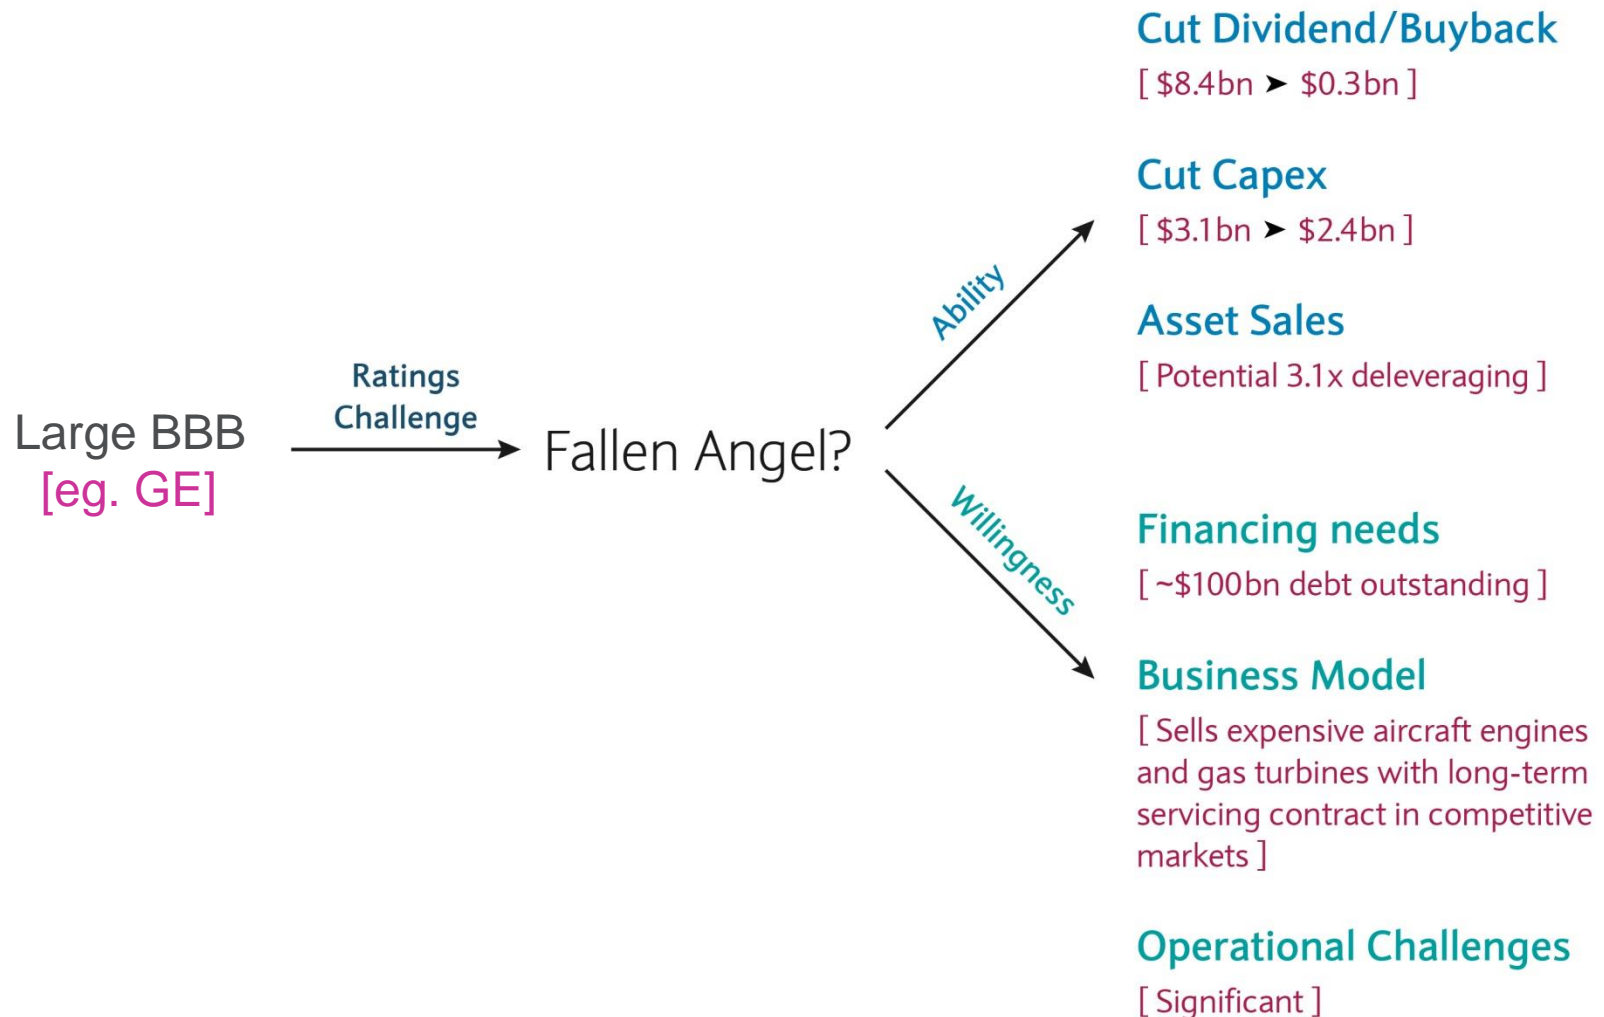 Large BBB
[eg. GE]
Ratings
Challenge
Fallen Angel?
Ability
Cut Dividend/Buyback
[ $8.4bn ➤ $0.3bn ]
Cut Capex
[ $3.1bn ➤ $2.4bn ]
Asset Sales
[ Potential 3.1x deleveraging ]
Willingness
Financing needs
[ ~$100bn debt outstanding ]
Business Model
[ Sells expensive aircraft engines
and gas turbines with long-term
servicing contract in competitive
markets ]
Operational Challenges
[ Significant ]